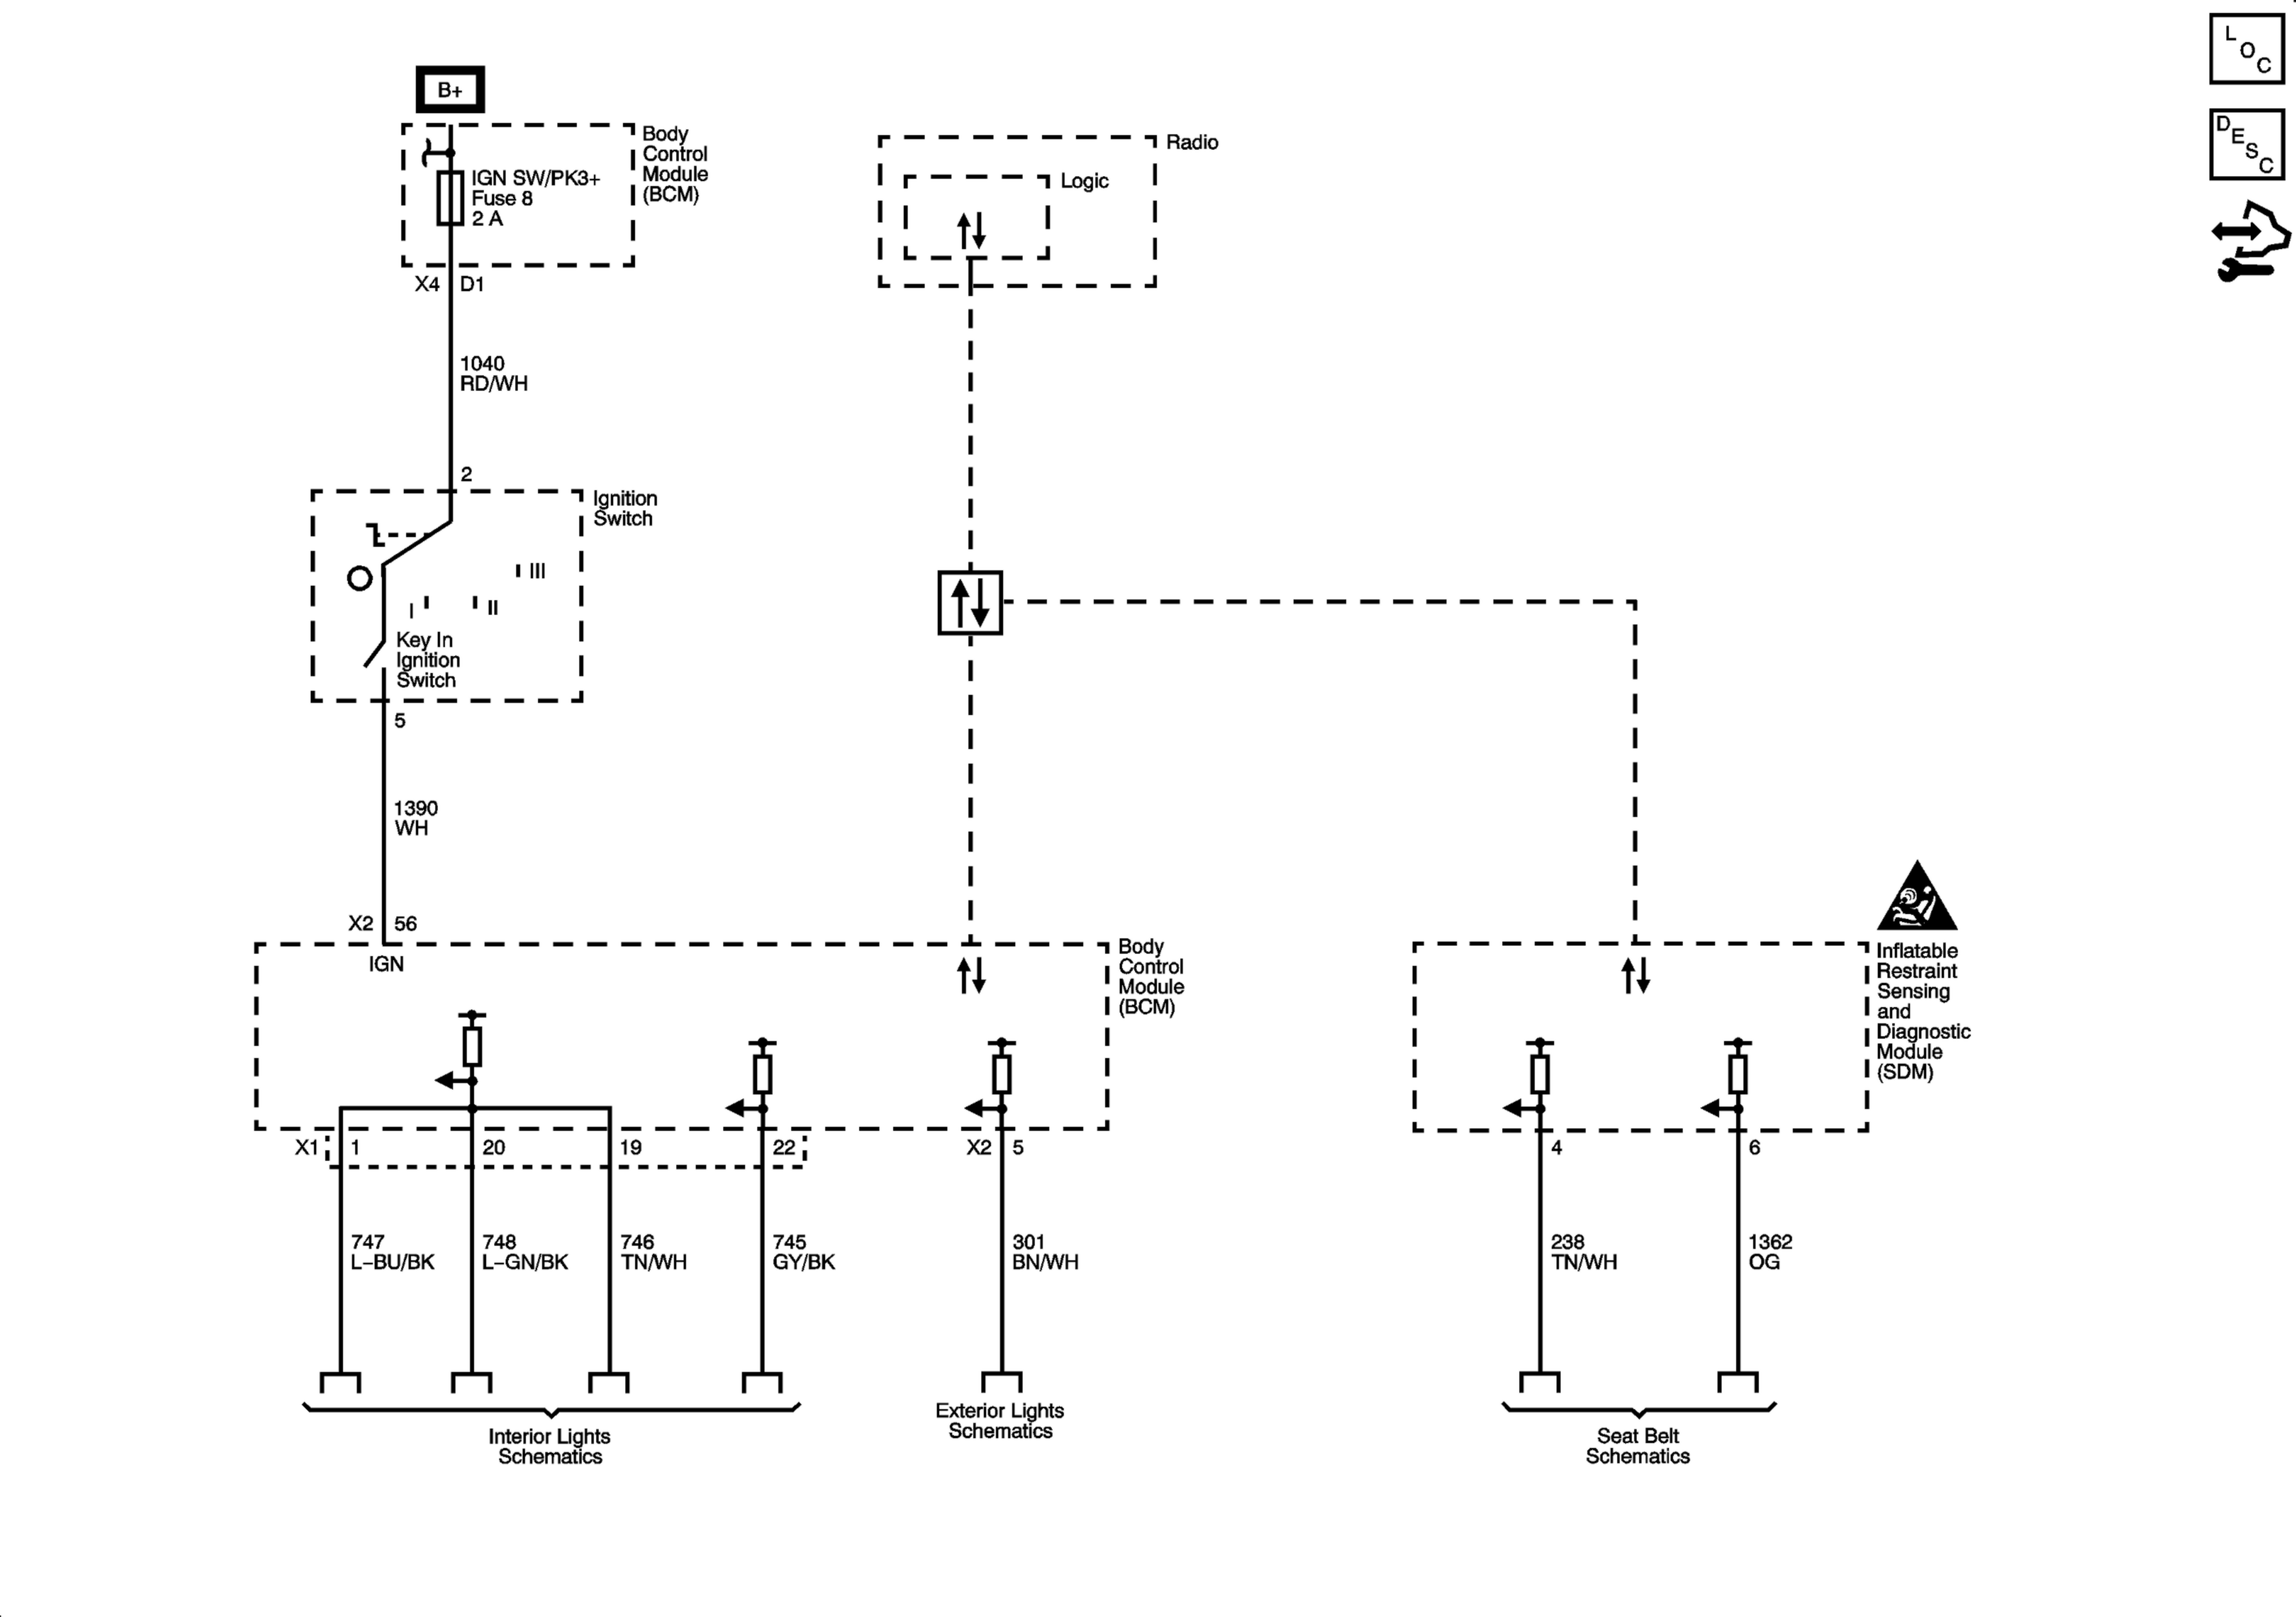 L
O
C
D
E
S
C
B+
Body
Control
Module
(BCM)
IGN SW/PK3+
Fuse 8
2 A
X4 D1
1040
RD/WH
2
Ignition
Switch
III
I
II
Key In
Ignition
Switch
5
1390
WH
X2 56
IGN
Radio
Logic
Body
Control
Module
(BCM)
X1 1 20 19 22 X2 5
747
L-BU/BK
748
L-GN/BK
746
TN/WH
745
GY/BK
301
BN/WH
Interior Lights
Schematics
Exterior Lights
Schematics
Inflatable
Restraint
Sensing
and
Diagnostic
Module
(SDM)
4 6
238
TN/WH
1362
OG
Seat Belt
Schematics